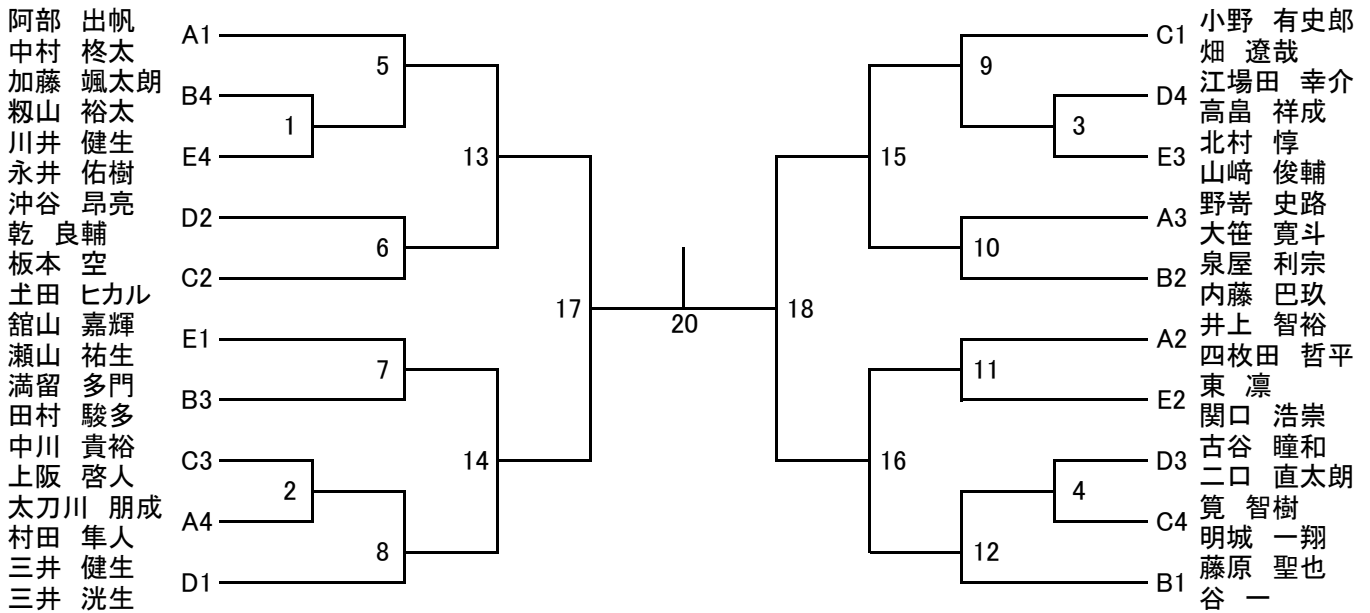 阿部 出帆
中村 柊太
A1
加藤 颯太朗
籾山 裕太
B4
川井 健生
永井 佑樹
E4
沖谷 昂亮
乾 良輔
D2
板本 空
𡈽田 ヒカル
C2
舘山 嘉輝
瀬山 祐生
E1
満留 多門
田村 駿多
B3
中川 貴裕
上阪 啓人
C3
太刀川 朋成
村田 隼人
A4
三井 健生
三井 洸生
D1
1
2
5
6
7
8
13
14
17
20
18
15
16
9
10
11
12
3
4
C1
小野 有史郎
畑 遼哉
D4
江場田 幸介
高畠 祥成
E3
北村 惇
山﨑 俊輔
A3
野嵜 史路
大笹 寛斗
B2
泉屋 利宗
内藤 巴玖
A2
井上 智裕
四枚田 哲平
E2
東 凛
関口 浩崇
D3
古谷 瞳和
二口 直太朗
C4
筧 智樹
明城 一翔
B1
藤原 聖也
谷 一